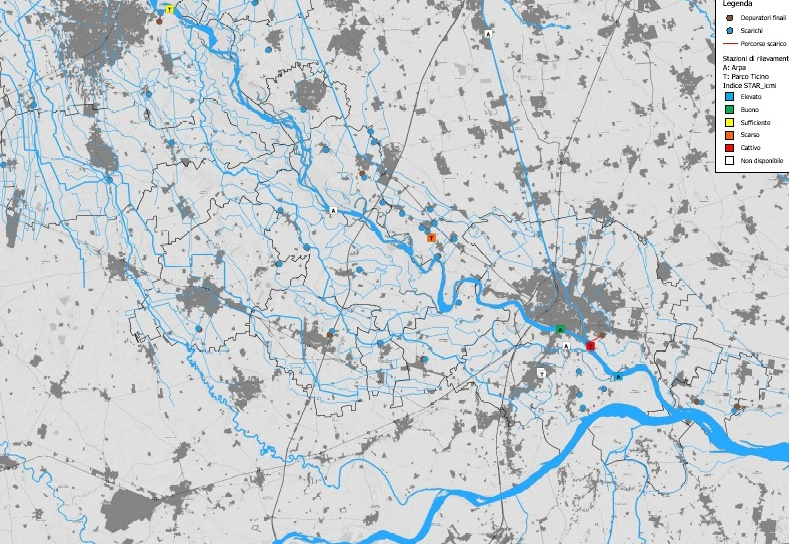 Legenda
Depuratori finali
Scarichi
Percorso scarico
Stazioni di rilevament
A: Arpa
T: Parco Ticino
Indice STAR_icmi
Elevato
Buono
Sufficiente
Scarso
Cattivo
Non disponibile
T
A
A
T
A
A
T
A